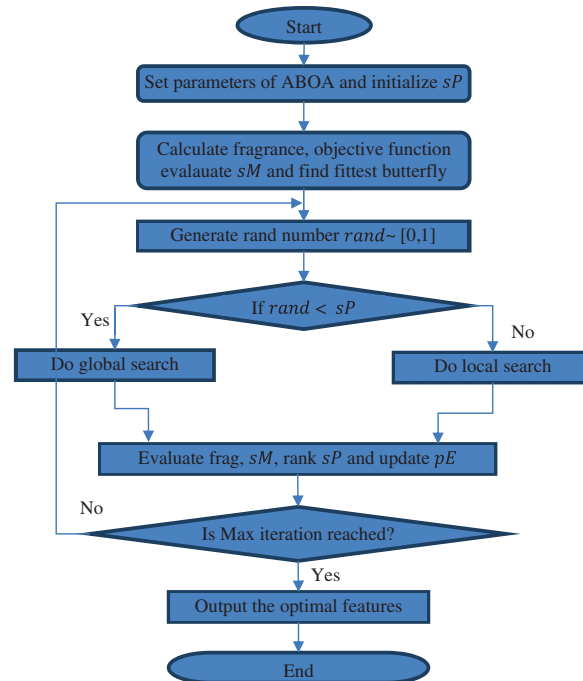 Start
Set parameters of ABOA and initialize sP
Calculate fragrance, objective function
evalauate sM and find fittest butterfly
Generate rand number rand~ [0,1]
If rand < sP
Yes
No
Do global search
Do local search
Evaluate frag, sM, rank sP and update pE
No
Is Max iteration reached?
Yes
Output the optimal features
End